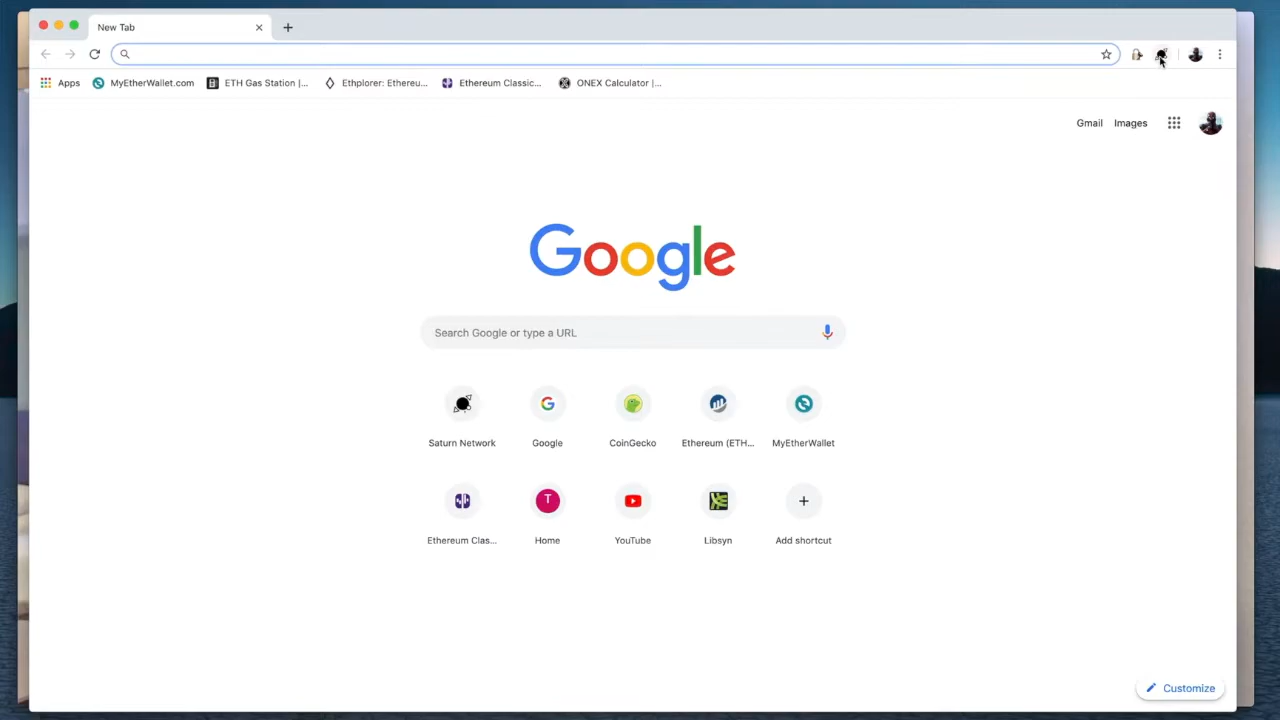 New Tab
Apps MyEtherWallet.com ETH Gas Station |... Ethplorer: Ethereu... Ethereum Classic... ONEX Calculator |...
Gmail Images
Google
Search Google or type a URL
Saturn Network Google CoinGecko Ethereum (ETH... MyEtherWallet
T
Ethereum Clas... Home YouTube Libsyn Add shortcut
Customize